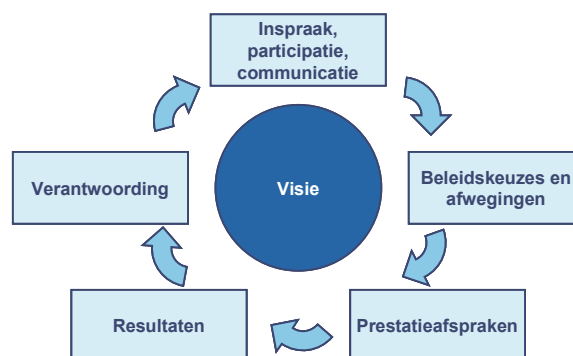 Inspraak,
participatie,
communicatie
Beleidskeuzes en
afwegingen
Prestatieafspraken
Resultaten
Verantwoording
Visie